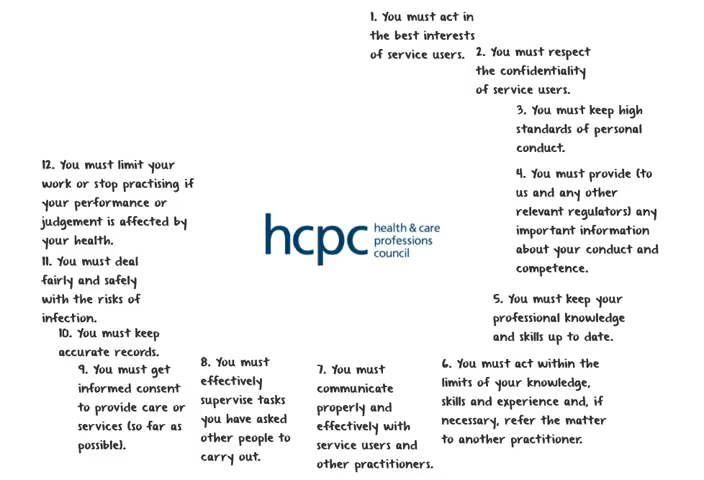 1. You must act in
the best interests
of service users.
2. You must respect
the confidentiality
of service users.
3. You must keep high
standards of personal
conduct.
4. You must provide (to
us and any other
relevant regulators) any
important information
about your conduct and
competence.
5. You must keep your
professional knowledge
and skills up to date.
6. You must act within the
limits of your knowledge,
skills and experience and, if
necessary, refer the matter
to another practitioner.
7. You must
communicate
properly and
effectively with
service users and
other practitioners.
8. You must
effectively
supervise tasks
you have asked
other people to
carry out.
9. You must get
informed consent
to provide care or
services (so far as
possible).
10. You must keep
accurate records.
11. You must deal
fairly and safely
with the risks of
infection.
12. You must limit your
work or stop practising if
your performance or
judgement is affected by
your health.
hcpc
health & care
professions
council